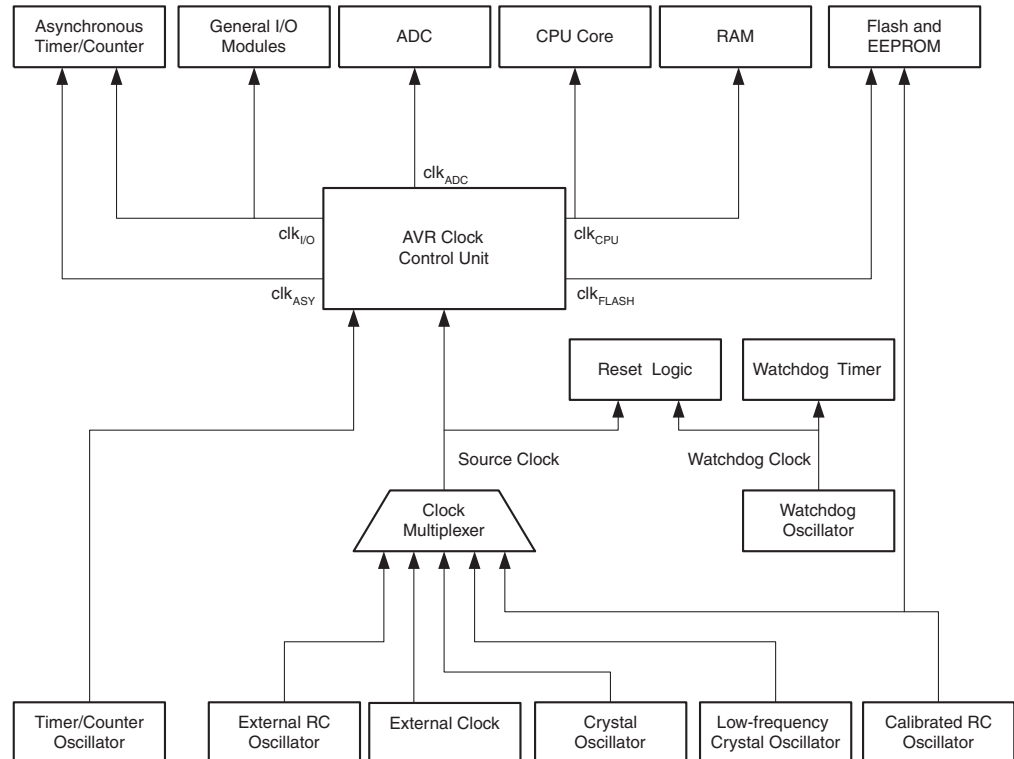 Asynchronous
Timer/Counter
General I/O
Modules
ADC
CPU Core
RAM
Flash and
EEPROM
clkADC
clkI/O
AVR Clock
Control Unit
clkCPU
clkASY
clkFLASH
Reset Logic
Watchdog Timer
Source Clock
Watchdog Clock
Clock
Multiplexer
Watchdog
Oscillator
Timer/Counter
Oscillator
External RC
Oscillator
External Clock
Crystal
Oscillator
Low-frequency
Crystal Oscillator
Calibrated RC
Oscillator